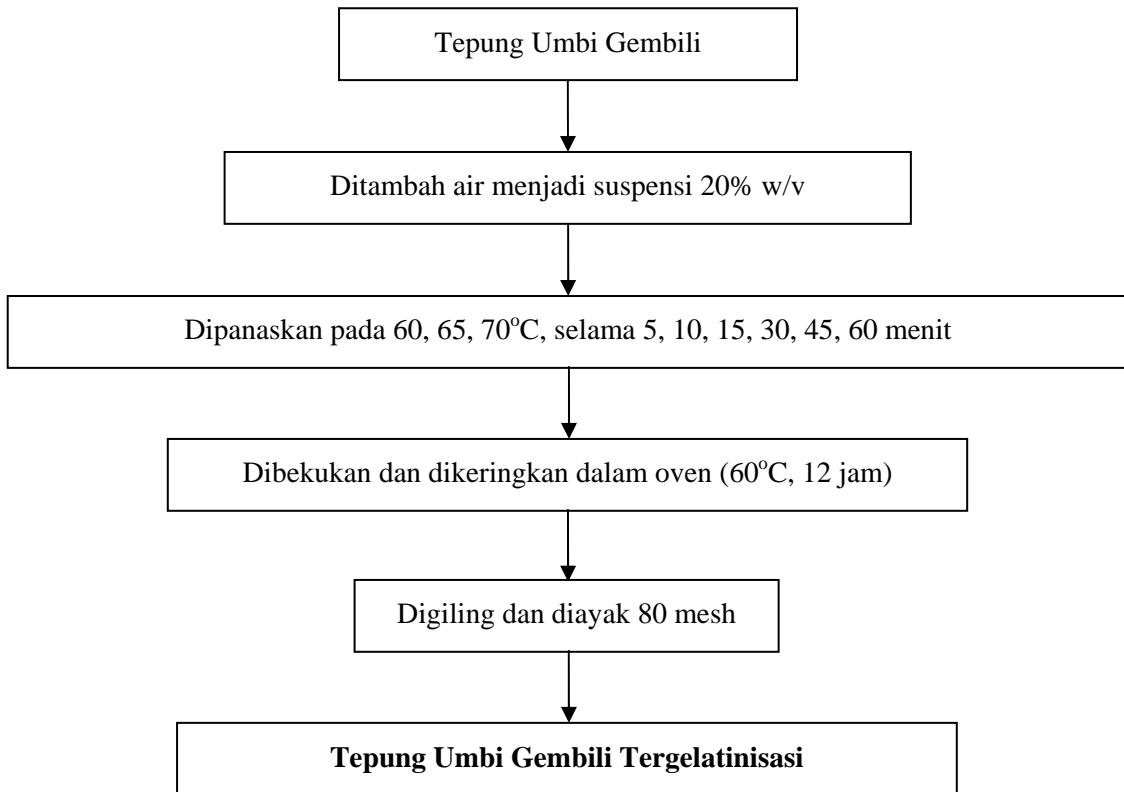 Tepung Umbi Gembili
Ditambah air menjadi suspensi 20% w/v
Dipanaskan pada 60, 65, 70°C, selama 5, 10, 15, 30, 45, 60 menit
Dibekukan dan dikeringkan dalam oven (60°C, 12 jam)
Digiling dan diayak 80 mesh
Tepung Umbi Gembili Tergelatinisasi